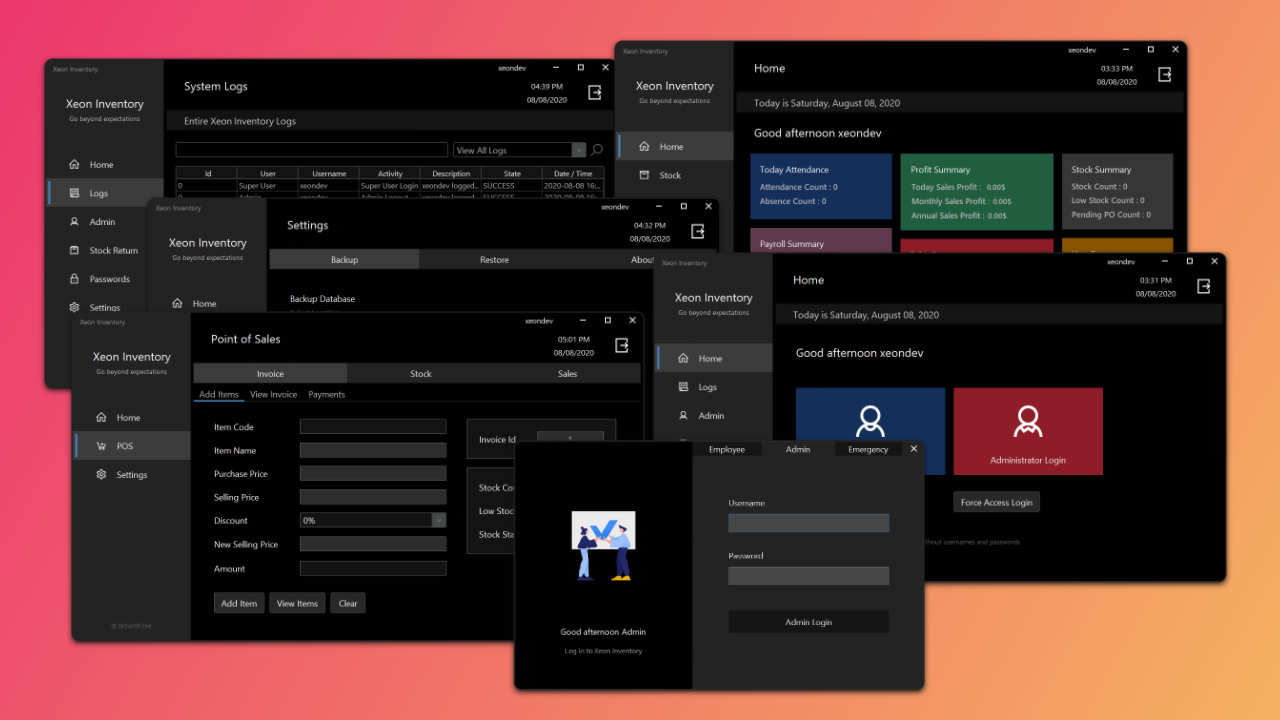 Xeon Inventory
xeondev
System Logs
04:39 PM
08/08/2020
Xeon Inventory
Go beyond expectations
Entire Xeon Inventory Logs
View All Logs
Home
Logs
Admin
Stock Return
Passwords
Settings
Id User Username Activity Description State Date / Time
0 Super User xeondev Super User Login xeondev logged... SUCCESS 2020-08-08 16:...
Xeon Inventory
xeondev
Home
03:33 PM
08/08/2020
Xeon Inventory
Go beyond expectations
Today is Saturday, August 08, 2020
Good afternoon xeondev
Home
Stock
Today Attendance
Attendance Count : 0
Absence Count : 0
Profit Summary
Today Sales Profit : 0.00$
Monthly Sales Profit : 0.00$
Annual Sales Profit : 0.00$
Stock Summary
Stock Count : 0
Low Stock Count : 0
Pending PO Count : 0
Payroll Summary
Xeon Inventory
xeondev
Settings
04:32 PM
08/08/2020
Xeon Inventory
Go beyond expectations
Backup Restore About
Backup Database
Home
Xeon Inventory
xeondev
Home
03:31 PM
08/08/2020
Xeon Inventory
Go beyond expectations
Today is Saturday, August 08, 2020
Good afternoon xeondev
Home
Logs
Admin
Administrator Login
Force Access Login
without usernames and passwords
Xeon Inventory
xeondev
Point of Sales
05:01 PM
08/08/2020
Xeon Inventory
Go beyond expectations
Invoice Stock Sales
Add Items View Invoice Payments
Home
POS
Settings
Item Code
Item Name
Purchase Price
Selling Price
Discount 0%
New Selling Price
Amount
Add Item View Items Clear
Invoice Id
Stock Co
Low Stoc
Stock Sta
Employee Admin Emergency
Username
Password
Admin Login
Good afternoon Admin
Log in to Xeon Inventory